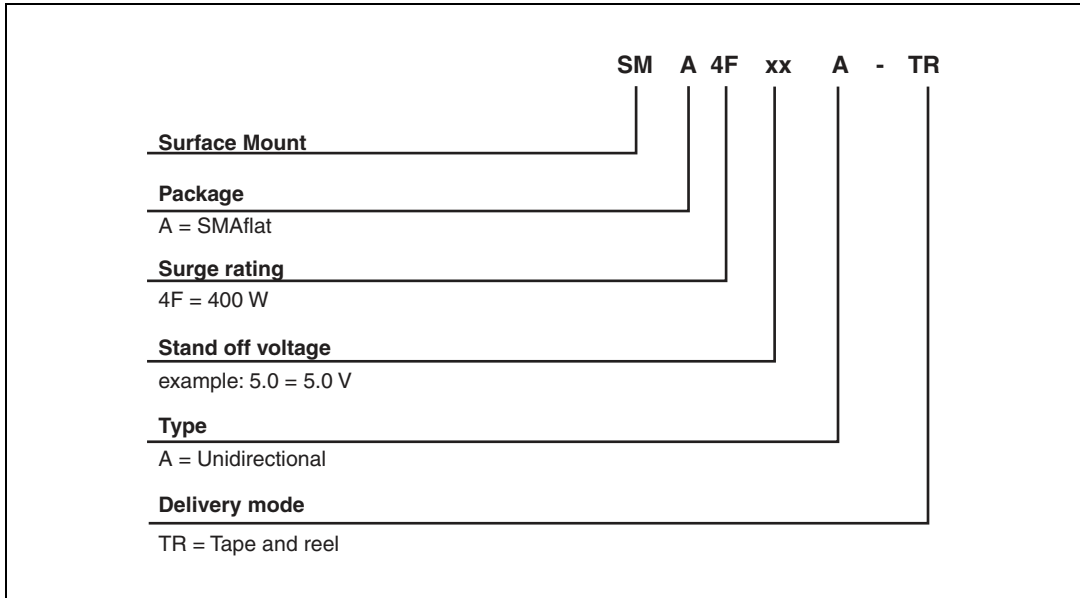 SM A 4F xx A - TR
Surface Mount
Package
A = SMAflat
Surge rating
4F = 400 W
Stand off voltage
example: 5.0 = 5.0 V
Type
A = Unidirectional
Delivery mode
TR = Tape and reel